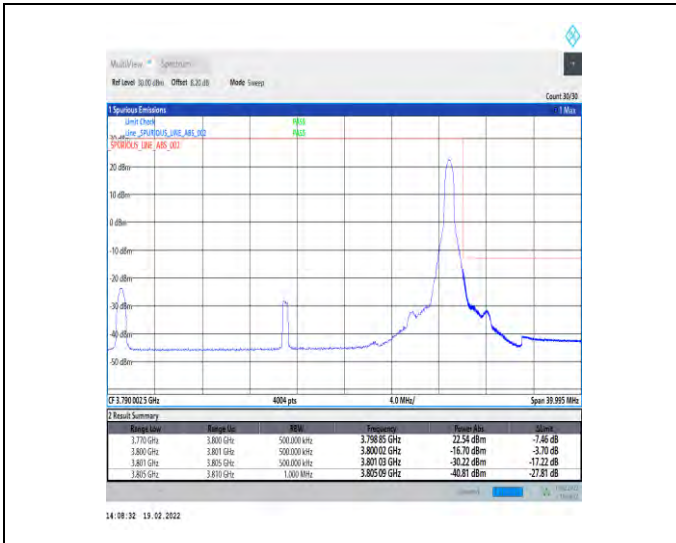 MultiView Spectrum
Ref Level 30.00 dBm Offset 8.20 dB Mode Sweep
Count 30/30
1 Spurious Emissions 1 Max
Limit Check PASS
Line _SPURIOUS_LINE_ABS_002 PASS
SPURIOUS_LINE_ABS_002
20 dBm
10 dBm
0 dBm
-10 dBm
-20 dBm
-30 dBm
-40 dBm
-50 dBm
CF 3.790 002 5 GHz 4004 pts 4.0 MHz/ Span 39.995 MHz
2 Result Summary
Range Low Range Up RBW Frequency Power Abs ΔLimit
3.770 GHz 3.800 GHz 500.000 kHz 3.798 85 GHz 22.54 dBm -7.46 dB
3.800 GHz 3.801 GHz 500.000 kHz 3.800 02 GHz -16.70 dBm -3.70 dB
3.801 GHz 3.805 GHz 500.000 kHz 3.801 03 GHz -30.22 dBm -17.22 dB
3.805 GHz 3.810 GHz 1.000 MHz 3.805 09 GHz -40.81 dBm -27.81 dB
14:08:32 19.02.2022